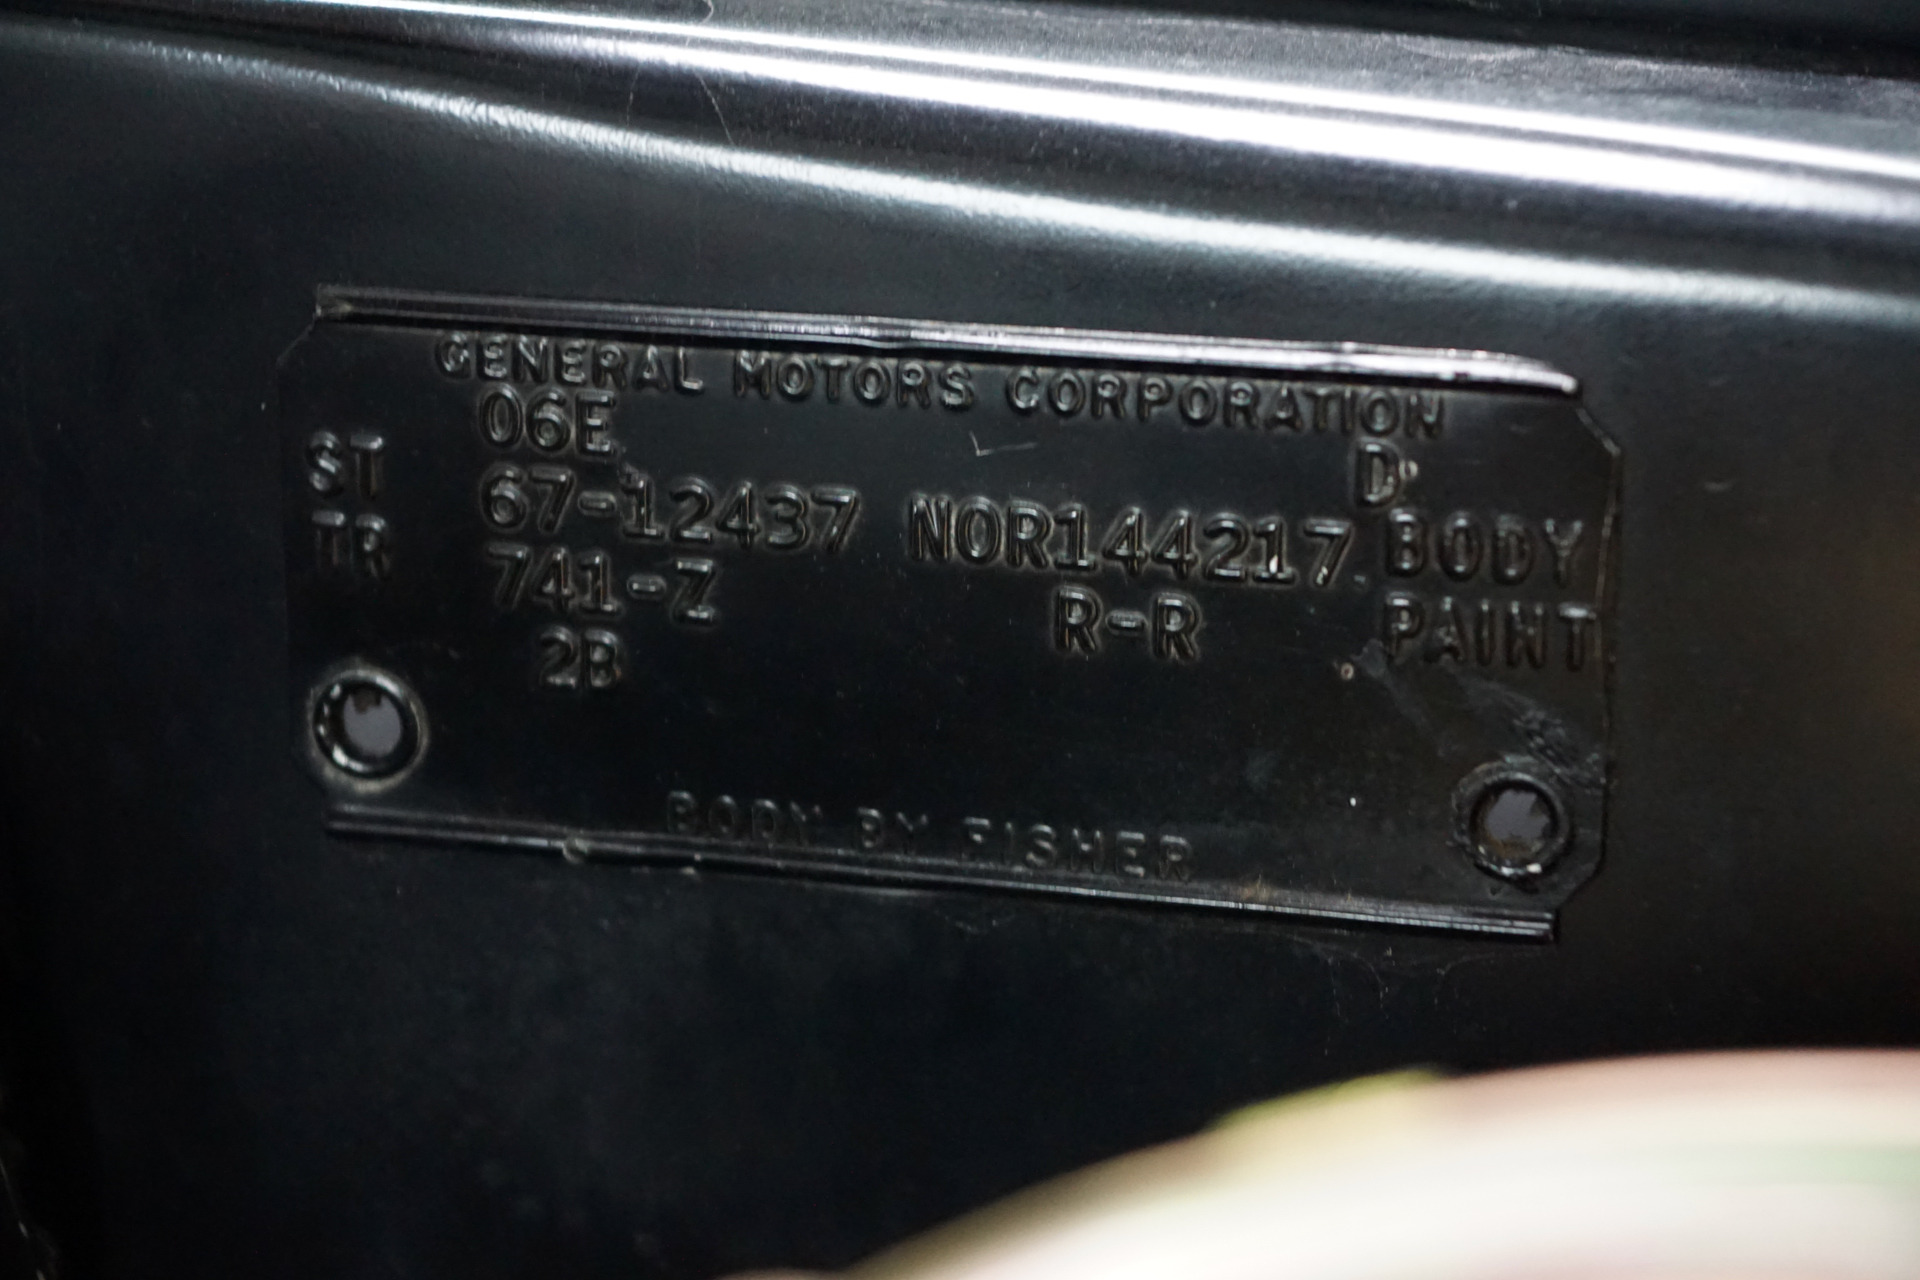 GENERAL MOTORS CORPORATION
06E D
ST 67-12437 NOR144217 BODY
TR 741-Z R-R PAINT
2B
BODY BY FISHER